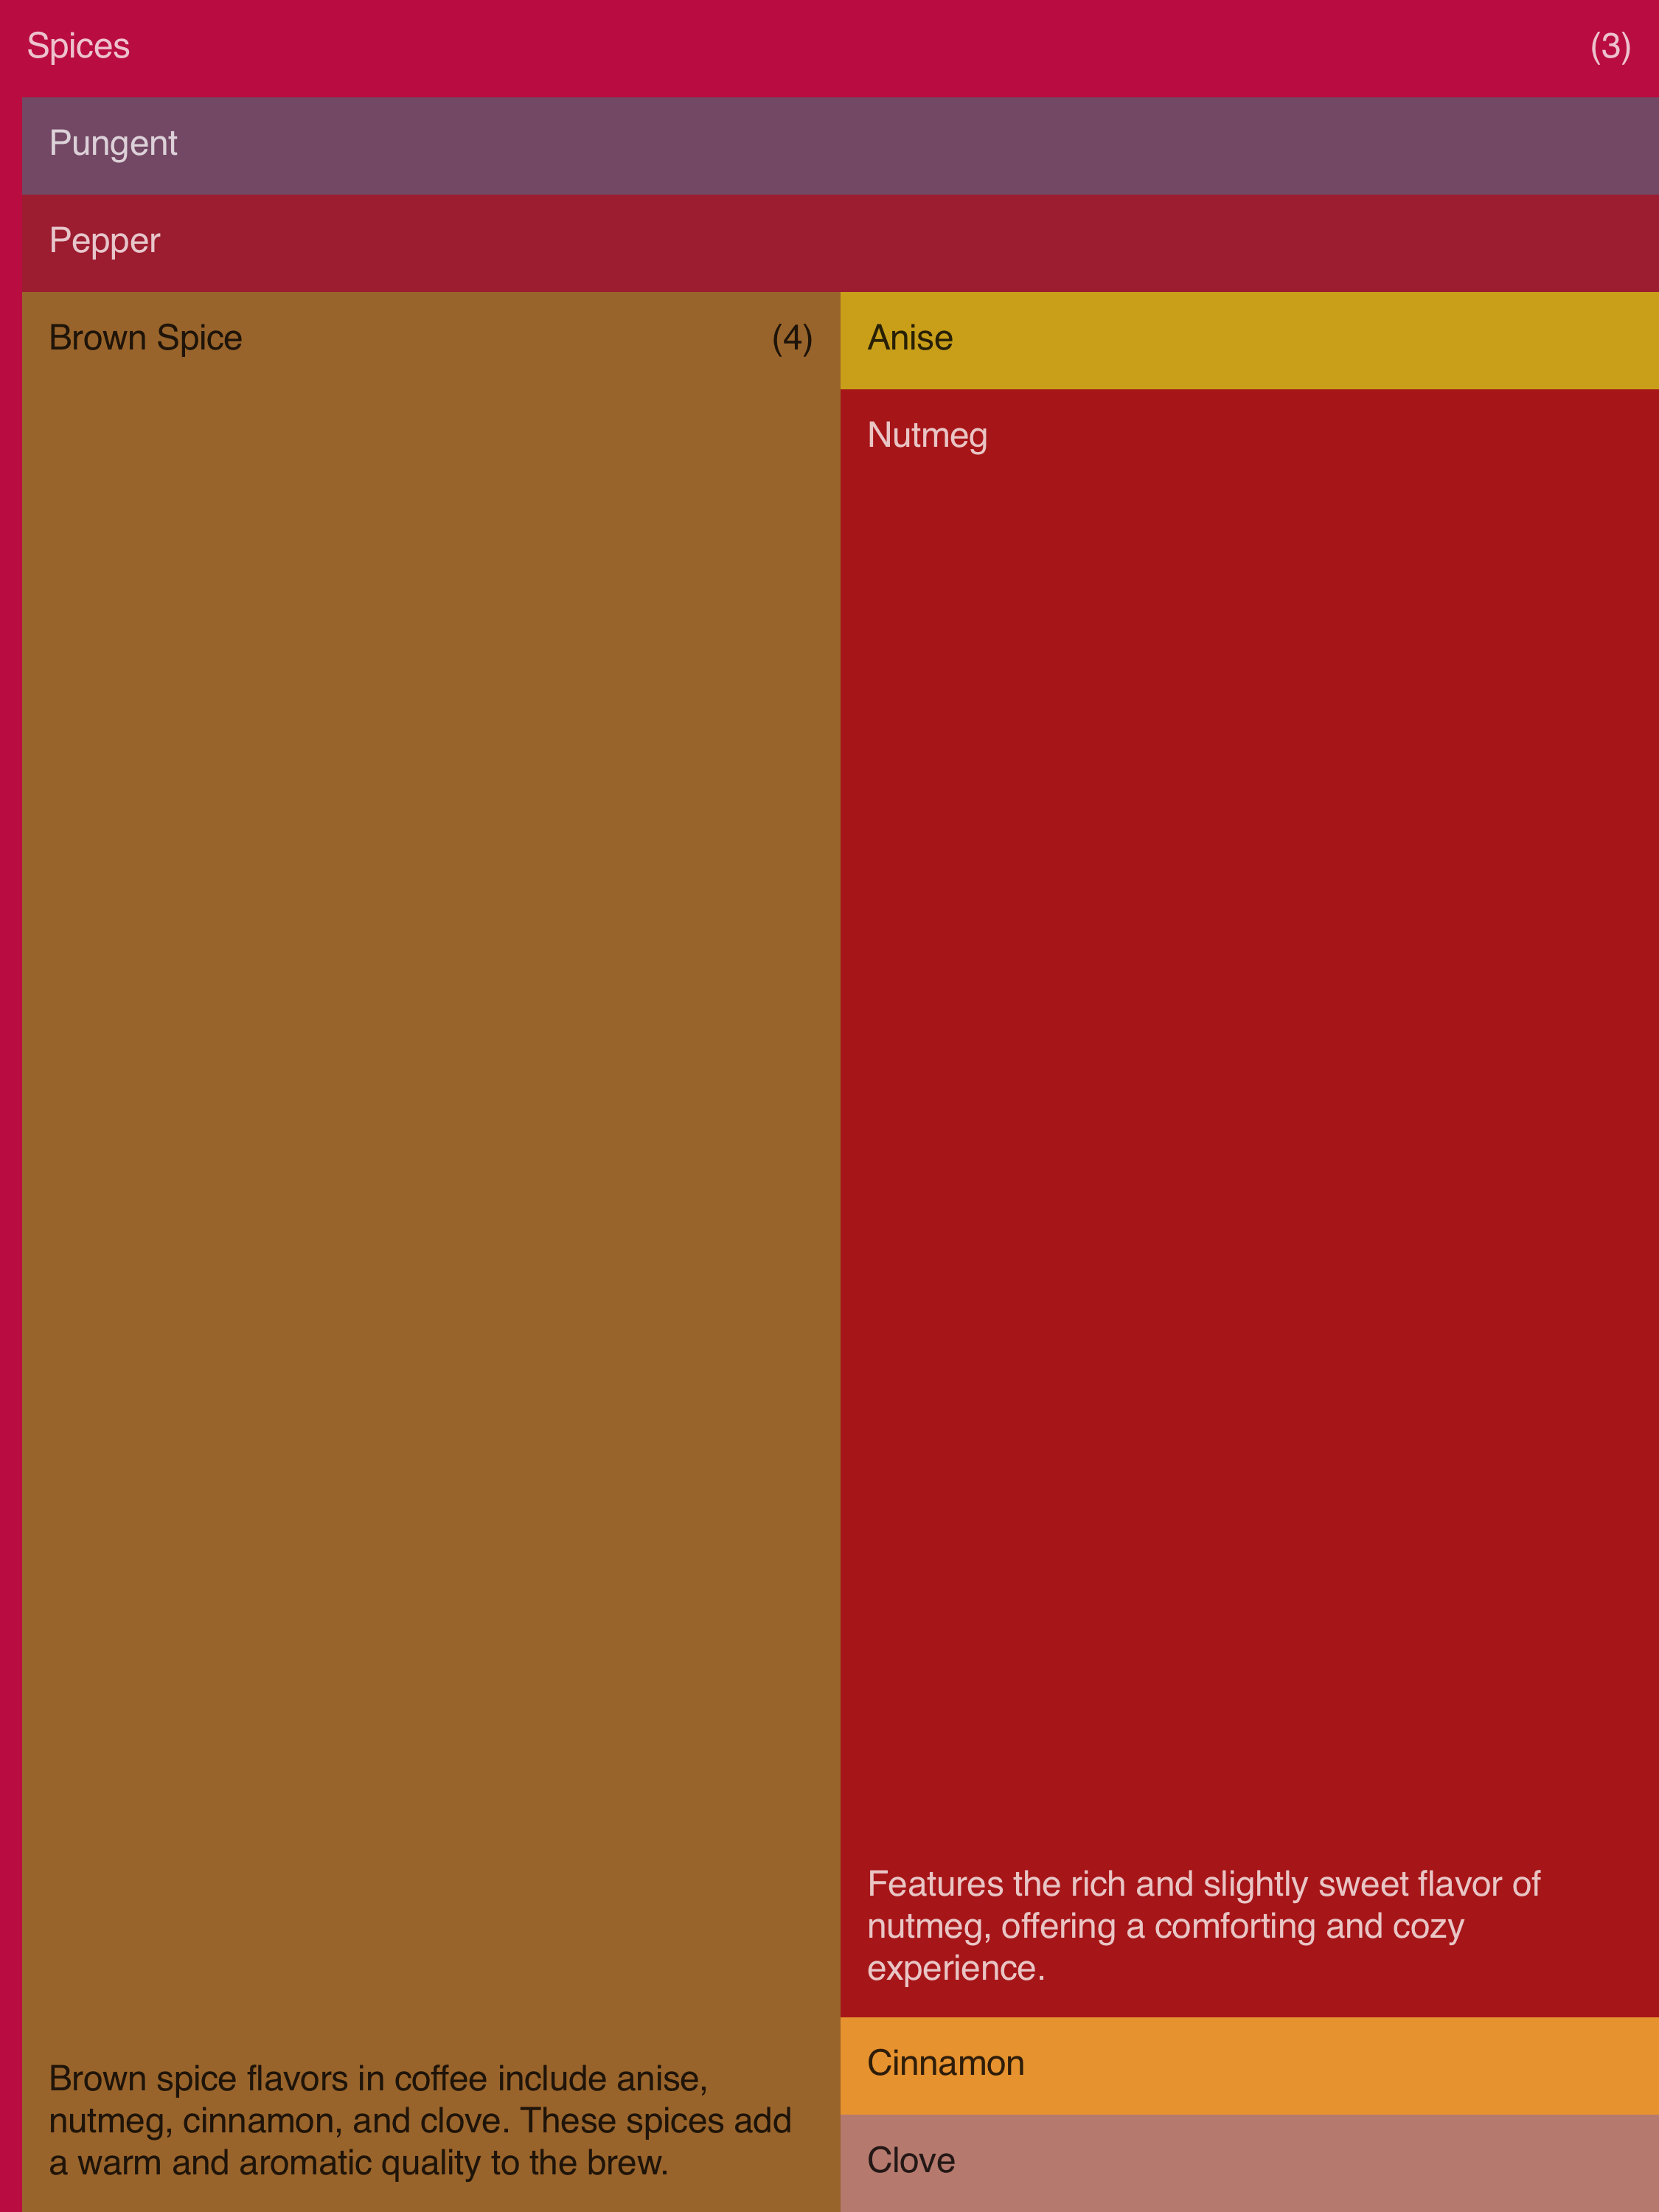 Spices (3)
Pungent
Pepper
Brown Spice (4)
Brown spice flavors in coffee include anise,
nutmeg, cinnamon, and clove. These spices add
a warm and aromatic quality to the brew.
Anise
Nutmeg
Features the rich and slightly sweet flavor of
nutmeg, offering a comforting and cozy
experience.
Cinnamon
Clove